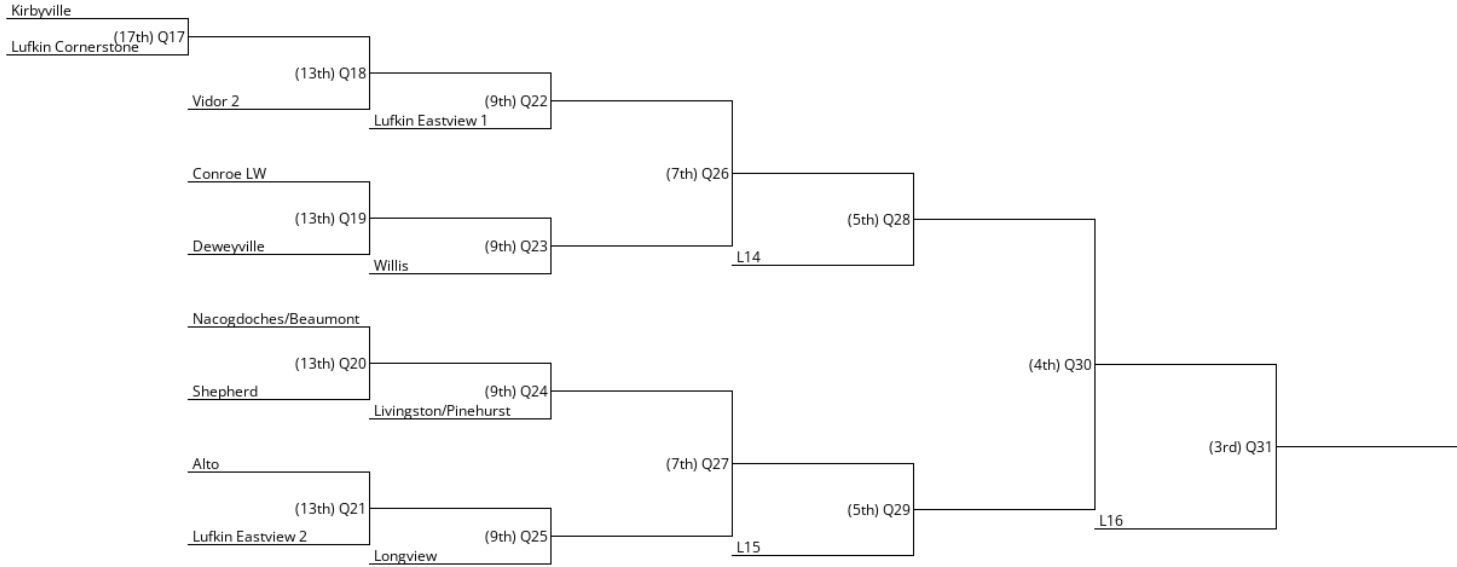 Kirbyville
(17th) Q17
Lufkin Cornerstone
(13th) Q18
Vidor 2
(9th) Q22
Lufkin Eastview 1
Conroe LW
(7th) Q26
(13th) Q19
(5th) Q28
Deweyville
(9th) Q23
Willis
L14
Nacogdoches/Beaumont
(13th) Q20
(4th) Q30
Shepherd
(9th) Q24
Livingston/Pinehurst
(3rd) Q31
Alto
(7th) Q27
(13th) Q21
(5th) Q29
L16
Lufkin Eastview 2
(9th) Q25
L15
Longview